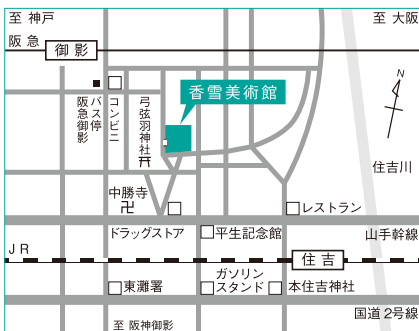 至 神戸
至 大阪
阪急
御影
N
香雪美術館
バス停
阪急御影
コンビニ
弓弦羽神社
住吉川
中勝寺
卍
レストラン
ドラッグストア
平生記念館
山手幹線
JR
住吉
東灘署
ガソリン
スタンド
本住吉神社
国道2号線
至 阪神御影